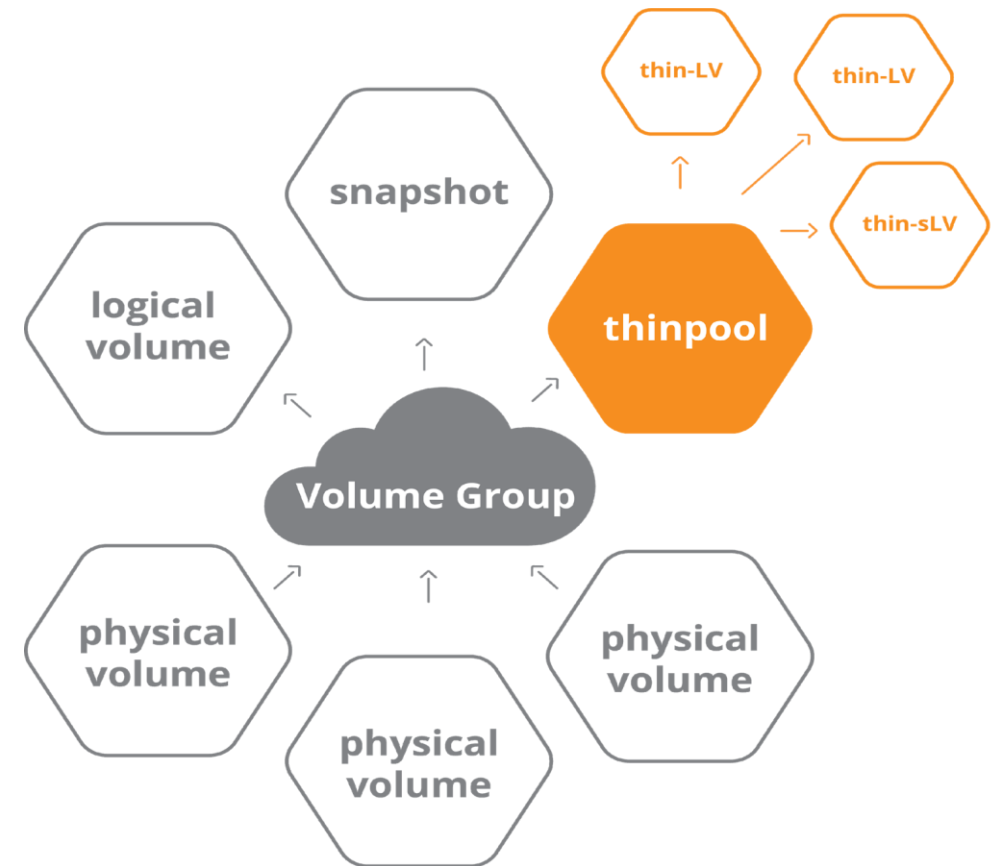 thin-LV
thin-LV
snapshot
thin-sLV
logical
volume
thinpool
Volume Group
physical
volume
physical
volume
physical
volume